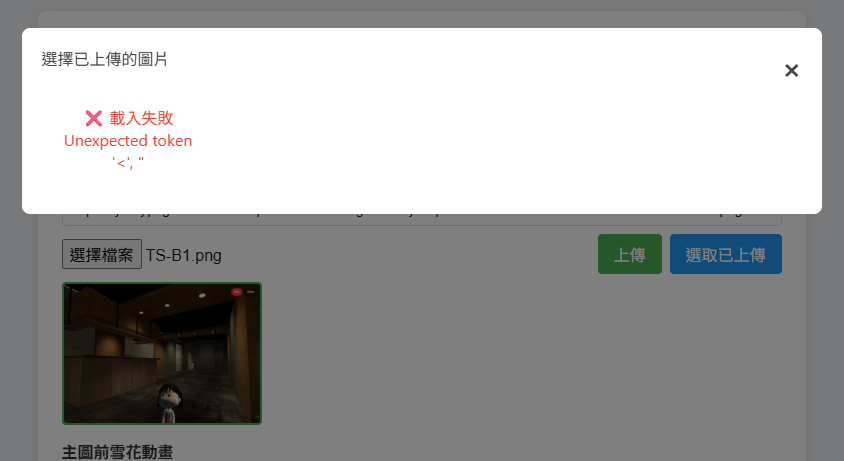 選擇已上傳的圖片
×
❌ 載入失敗
Unexpected token
'<', "
選擇檔案 TS-B1.png
上傳
選取已上傳
主圖前雪花動畫